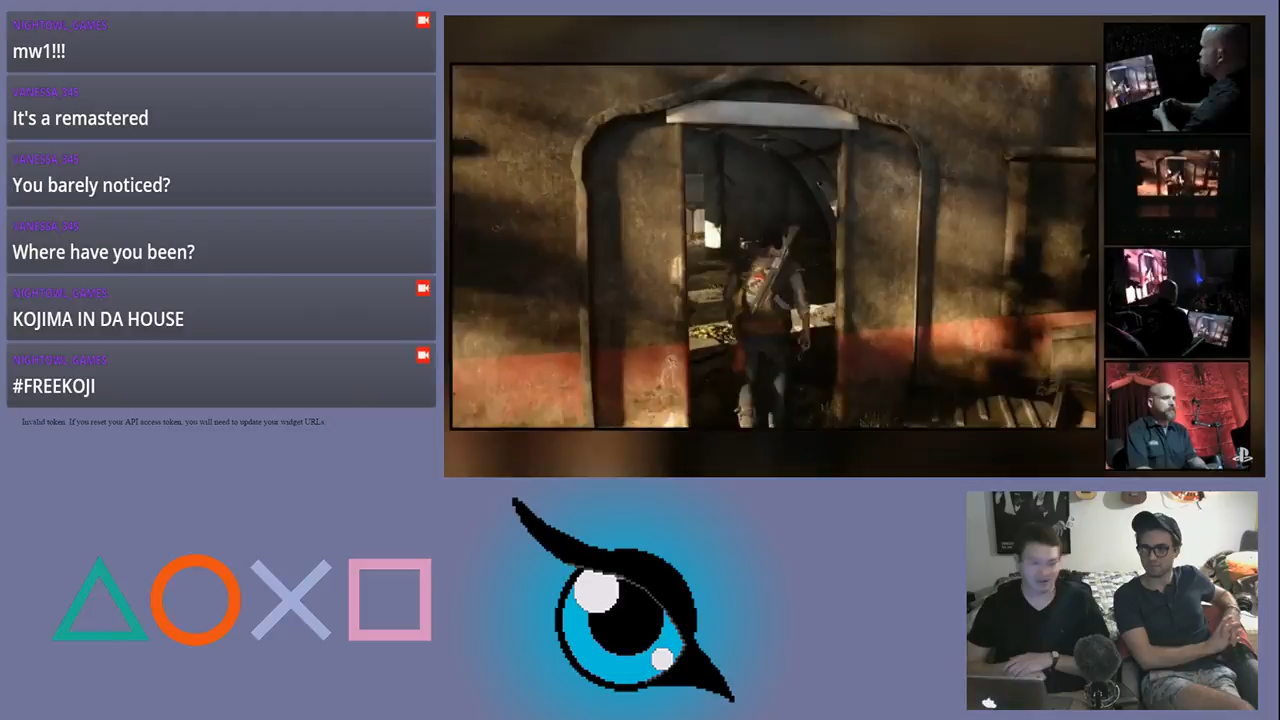 NIGHTOWL_GAMES
mw1!!!
VANESSA_345
It's a remastered
VANESSA_345
You barely noticed?
VANESSA_345
Where have you been?
NIGHTOWL_GAMES
KOJIMA IN DA HOUSE
NIGHTOWL_GAMES
#FREEKOJI
Invalid token. If you reset your API access token, you will need to update your widget URLs.